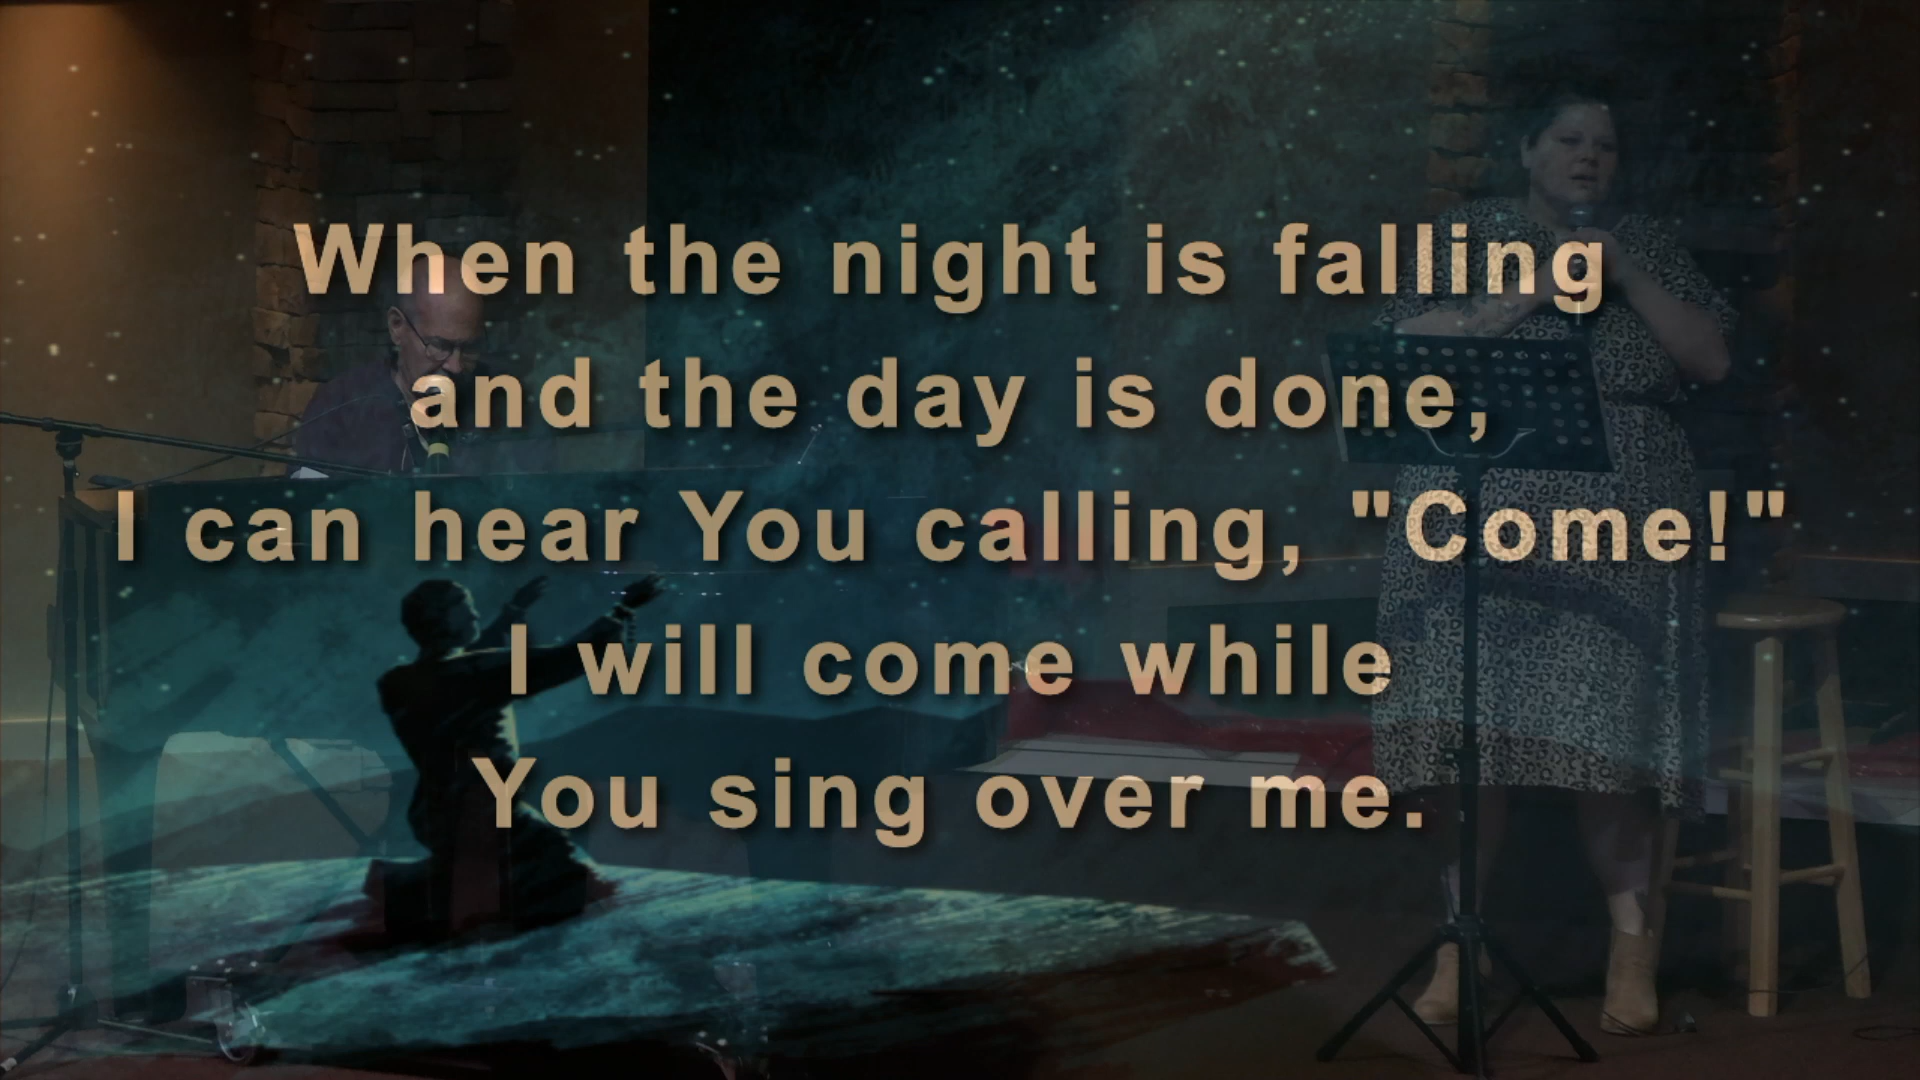 When the night is falling
and the day is done,
I can hear You calling, "Come!"
I will come while
You sing over me.